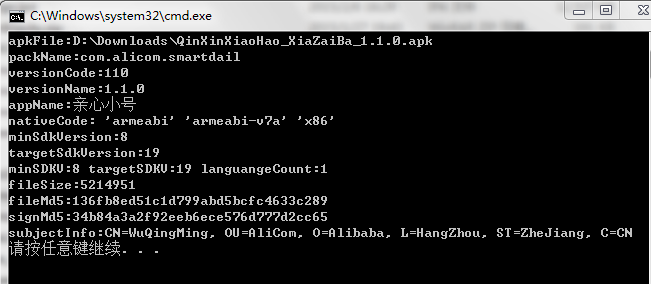 C:\Windows\system32\cmd.exe
apkFile:D:\Downloads\QinXinXiaoHao_XiaZaiBa_1.1.0.apk
packName:com.alicom.smartdail
versionCode:110
versionName:1.1.0
appName:亲心小号
nativeCode: 'armeabi' 'armeabi-v7a' 'x86'
minSdkVersion:8
targetSdkVersion:19
minSDKV:8 targetSDKV:19 languangeCount:1
fileSize:5214951
fileMd5:136fb8ed51c1d799abd5bcfc4633c289
signMd5:34b84a3a2f92eeb6ece576d777d2cc65
subjectInfo:CN=WuQingMing, OU=AliCom, O=Alibaba, L=HangZhou, ST=ZheJiang, C=CN
请按任意键继续. . .